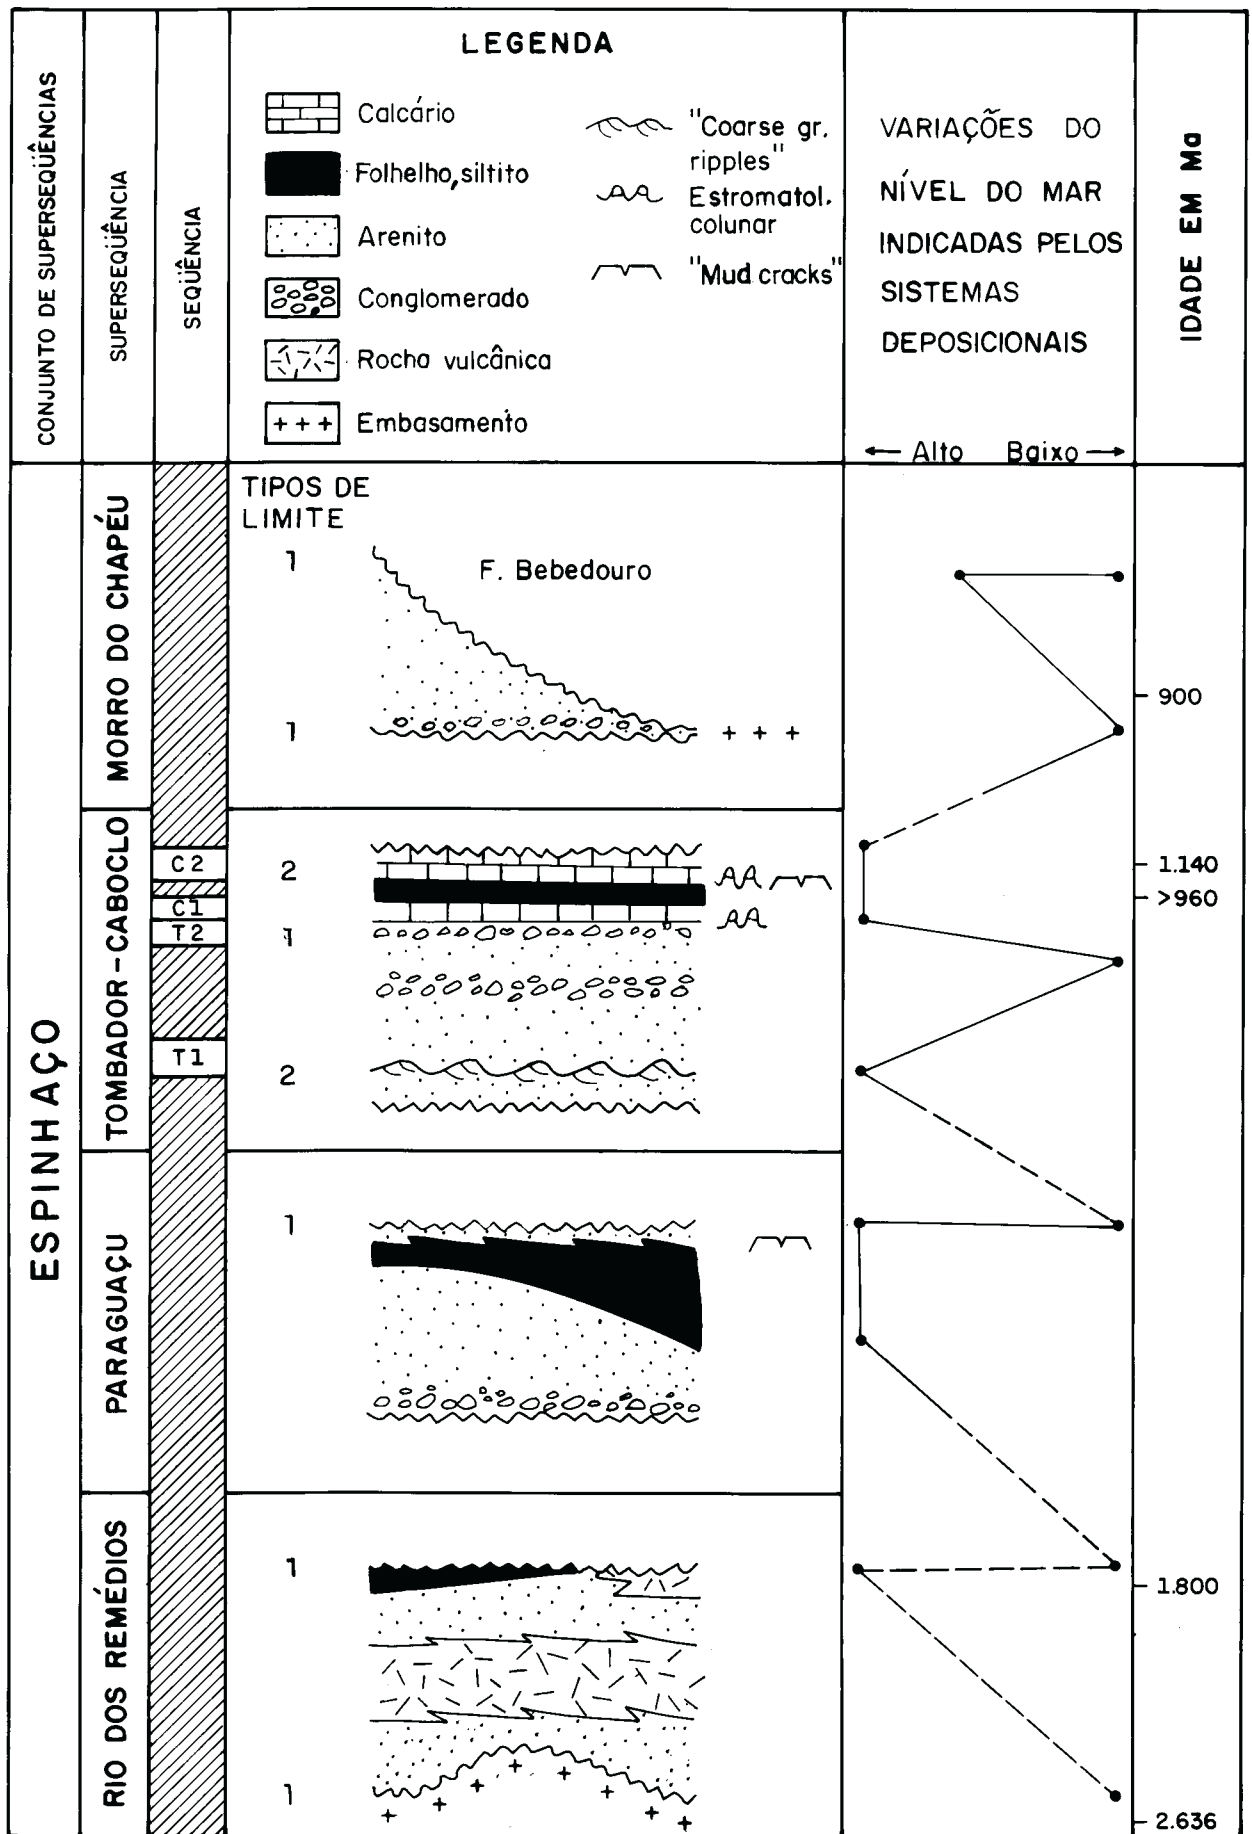 CONJUNTO DE SUPERSEQÜÊNCIAS
SUPERSEQÜÊNCIA
SEQÜÊNCIA
LEGENDA
Calcário
Folhelho, siltito
Arenito
Conglomerado
Rocha vulcânica
+ + + Embasamento
"Coarse gr.
ripples"
Estromatol.
colunar
"Mud cracks"
VARIAÇÕES DO
NÍVEL DO MAR
INDICADAS PELOS
SISTEMAS
DEPOSICIONAIS
← Alto Baixo →
IDADE EM Ma
ESPINHAÇO
MORRO DO CHAPÉU
TIPOS DE
LIMITE
1
F. Bebedouro
1
+ + +
900
TOMBADOR-CABOCLO
C2
C1
T2
T1
2
1
2
1.140
>960
PARAGUAÇU
1
RIO DOS REMÉDIOS
1
1
1.800
2.636